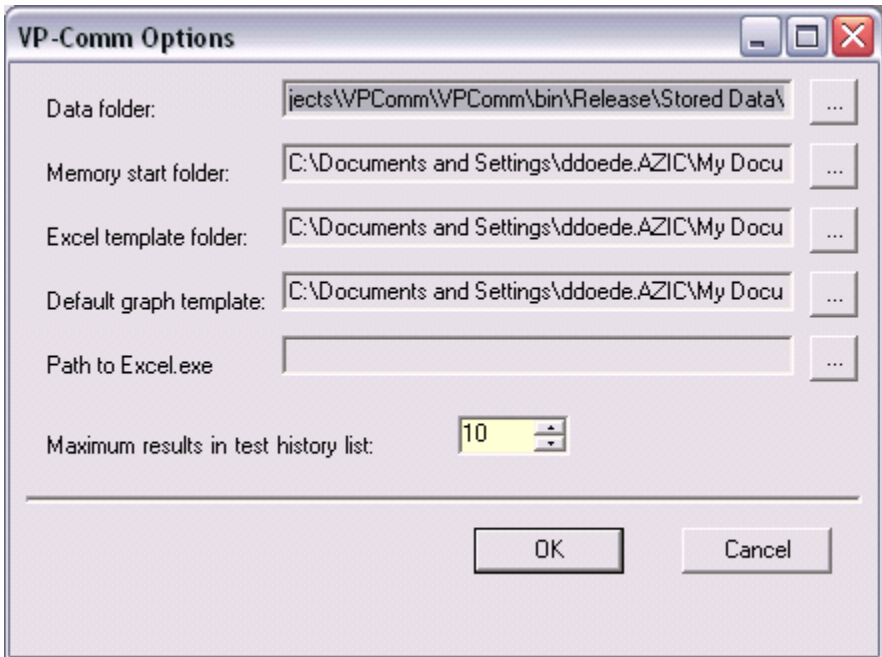 VP-Comm Options
Data folder: jects\VPComm\VPComm\bin\Release\Stored Data\ ...
Memory start folder: C:\Documents and Settings\ddoede.AZIC\My Docu ...
Excel template folder: C:\Documents and Settings\ddoede.AZIC\My Docu ...
Default graph template: C:\Documents and Settings\ddoede.AZIC\My Docu ...
Path to Excel.exe ...
Maximum results in test history list: 10
OK Cancel